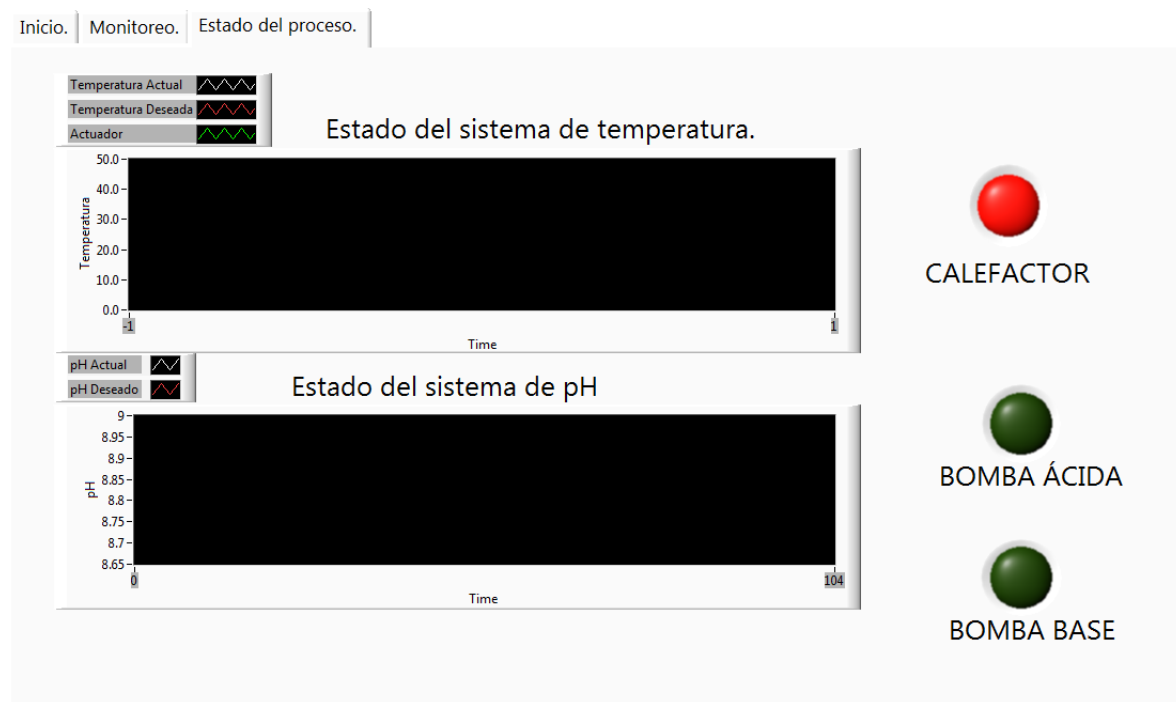 Inicio. Monitoreo. Estado del proceso.
Temperatura Actual
Temperatura Deseada
Actuador
Estado del sistema de temperatura.
50.0
40.0
30.0
20.0
10.0
0.0
Temperatura
-1 1
Time
CALEFACTOR
pH Actual
pH Deseado
Estado del sistema de pH
9
8.95
8.9
8.85
8.8
8.75
8.7
8.65
pH
0 104
Time
BOMBA ÁCIDA
BOMBA BASE